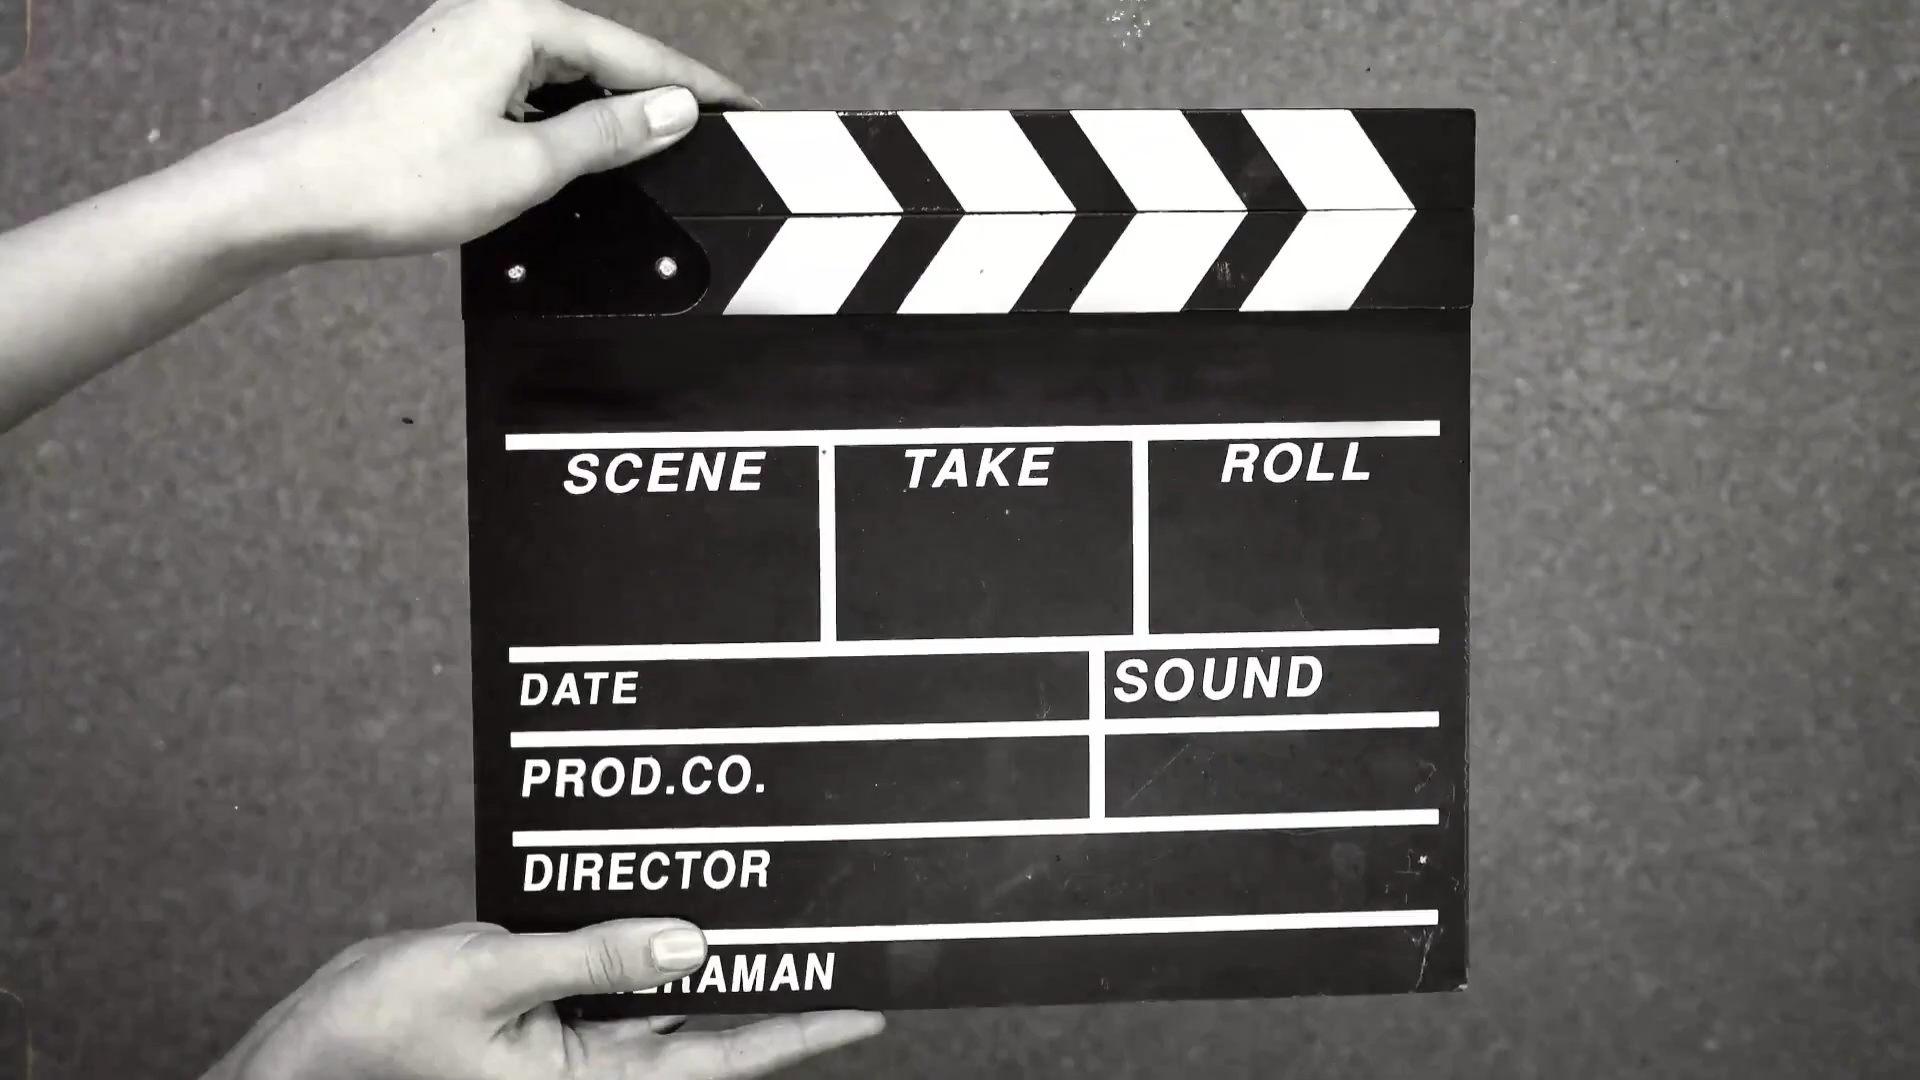 SCENE TAKE ROLL
DATE SOUND
PROD.CO.
DIRECTOR